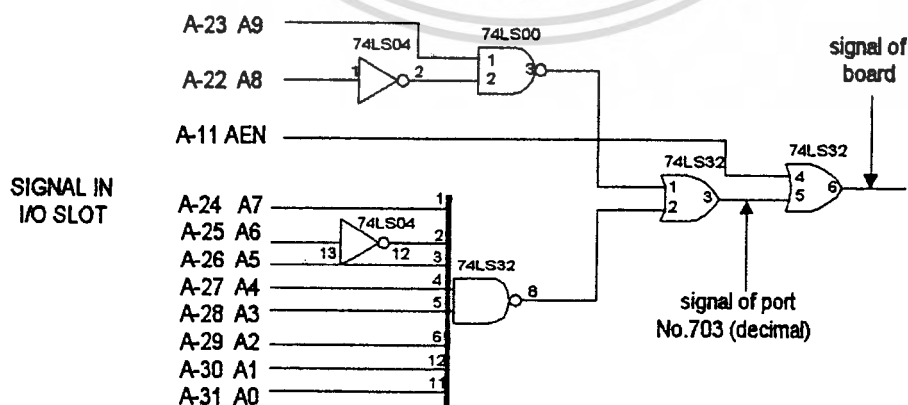 A-23 A9
74LS00
74LS04
1
2
1
2
3
A-22 A8
signal of
board
A-11 AEN
74LS32
74LS32
4
5
6
1
2
3
SIGNAL IN
I/O SLOT
A-24 A7
1
74LS04
A-25 A6
13
12
2
A-26 A5
3
74LS32
A-27 A4
4
8
A-28 A3
5
signal of port
No.703 (decimal)
A-29 A2
6
A-30 A1
12
A-31 A0
11